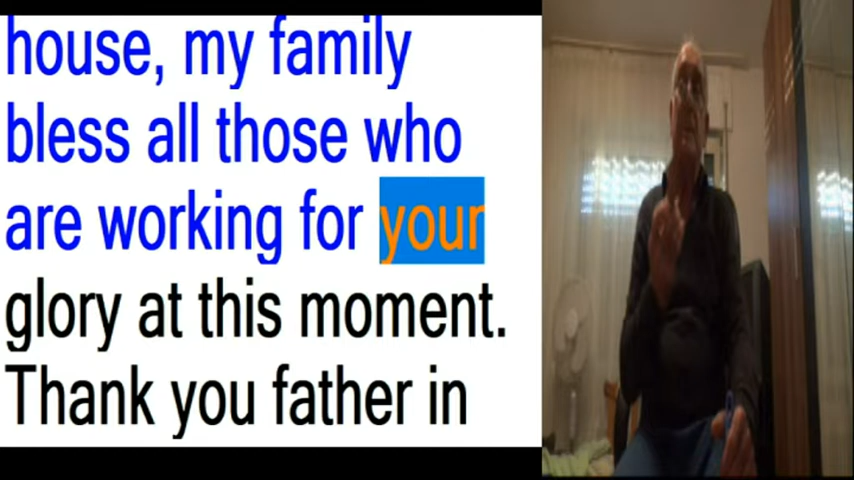 house, my family
bless all those who
are working for your
glory at this moment.
Thank you father in